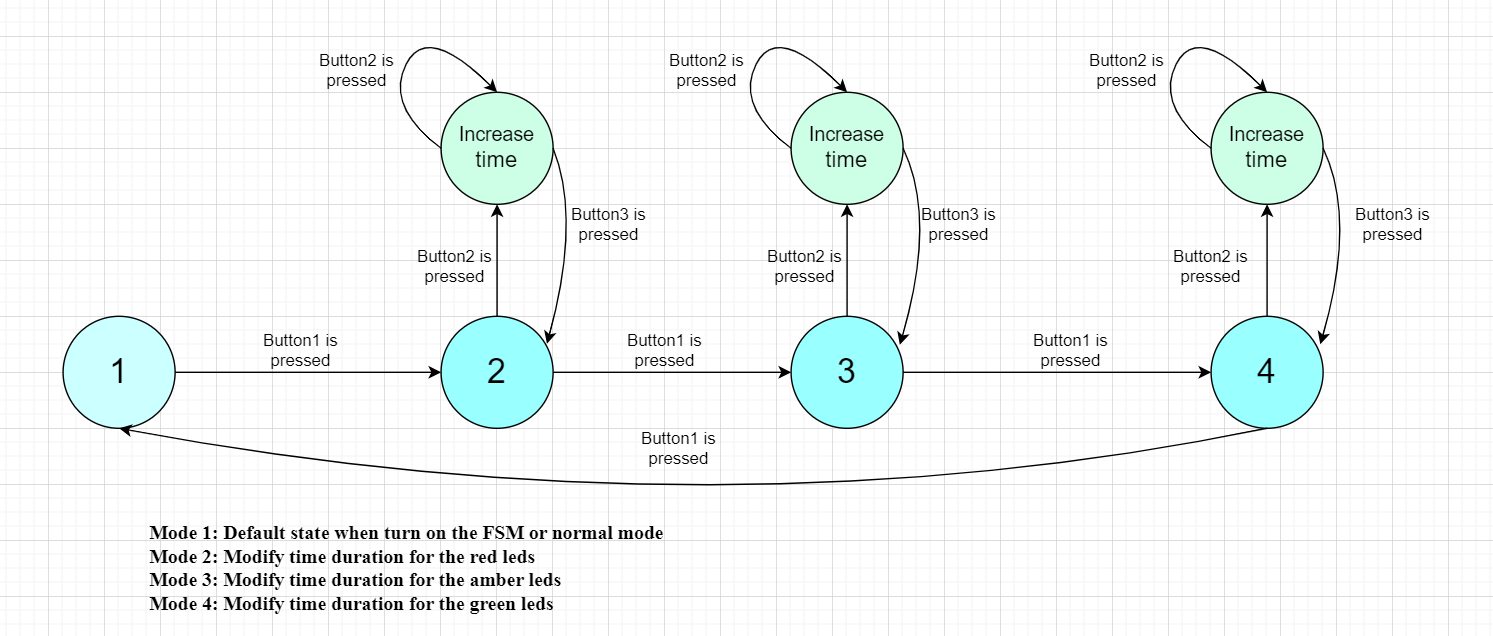 Button2 is
pressed
Button2 is
pressed
Button2 is
pressed
Increase
time
Increase
time
Increase
time
Button3 is
pressed
Button3 is
pressed
Button3 is
pressed
Button2 is
pressed
Button2 is
pressed
Button2 is
pressed
1
Button1 is
pressed
2
Button1 is
pressed
3
Button1 is
pressed
4
Button1 is
pressed
Mode 1: Default state when turn on the FSM or normal mode
Mode 2: Modify time duration for the red leds
Mode 3: Modify time duration for the amber leds
Mode 4: Modify time duration for the green leds